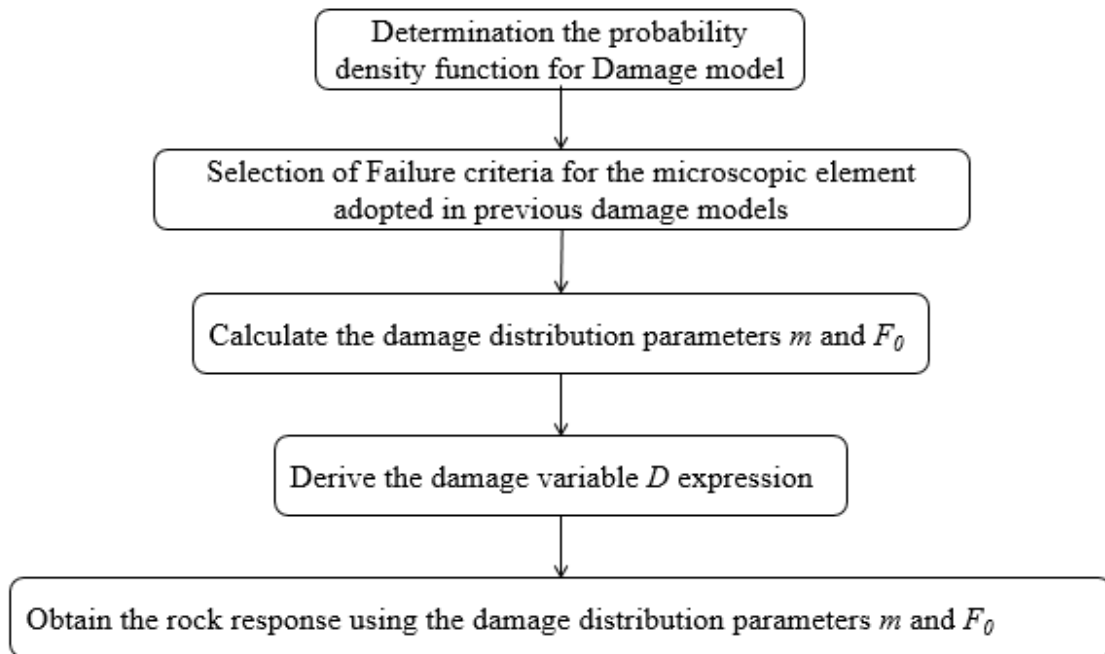 Determination the probability
density function for Damage model
Selection of Failure criteria for the microscopic element
adopted in previous damage models
Calculate the damage distribution parameters m and F₀
Derive the damage variable D expression
Obtain the rock response using the damage distribution parameters m and F₀